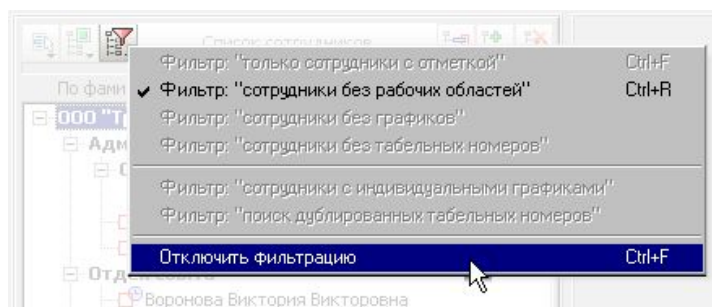 Список сотрудников
Фильтр: "только сотрудники с отметкой" Ctrl+F
По фами
Фильтр: "сотрудники без рабочих областей" Ctrl+R
ООО "Тр
Фильтр: "сотрудники без графиков"
Адм
Фильтр: "сотрудники без табельных номеров"
С
Фильтр: "сотрудники с индивидуальными графиками"
Фильтр: "поиск дублированных табельных номеров"
Отключить фильтрацию Ctrl+F
Отдел
Воронова Виктория Викторовна